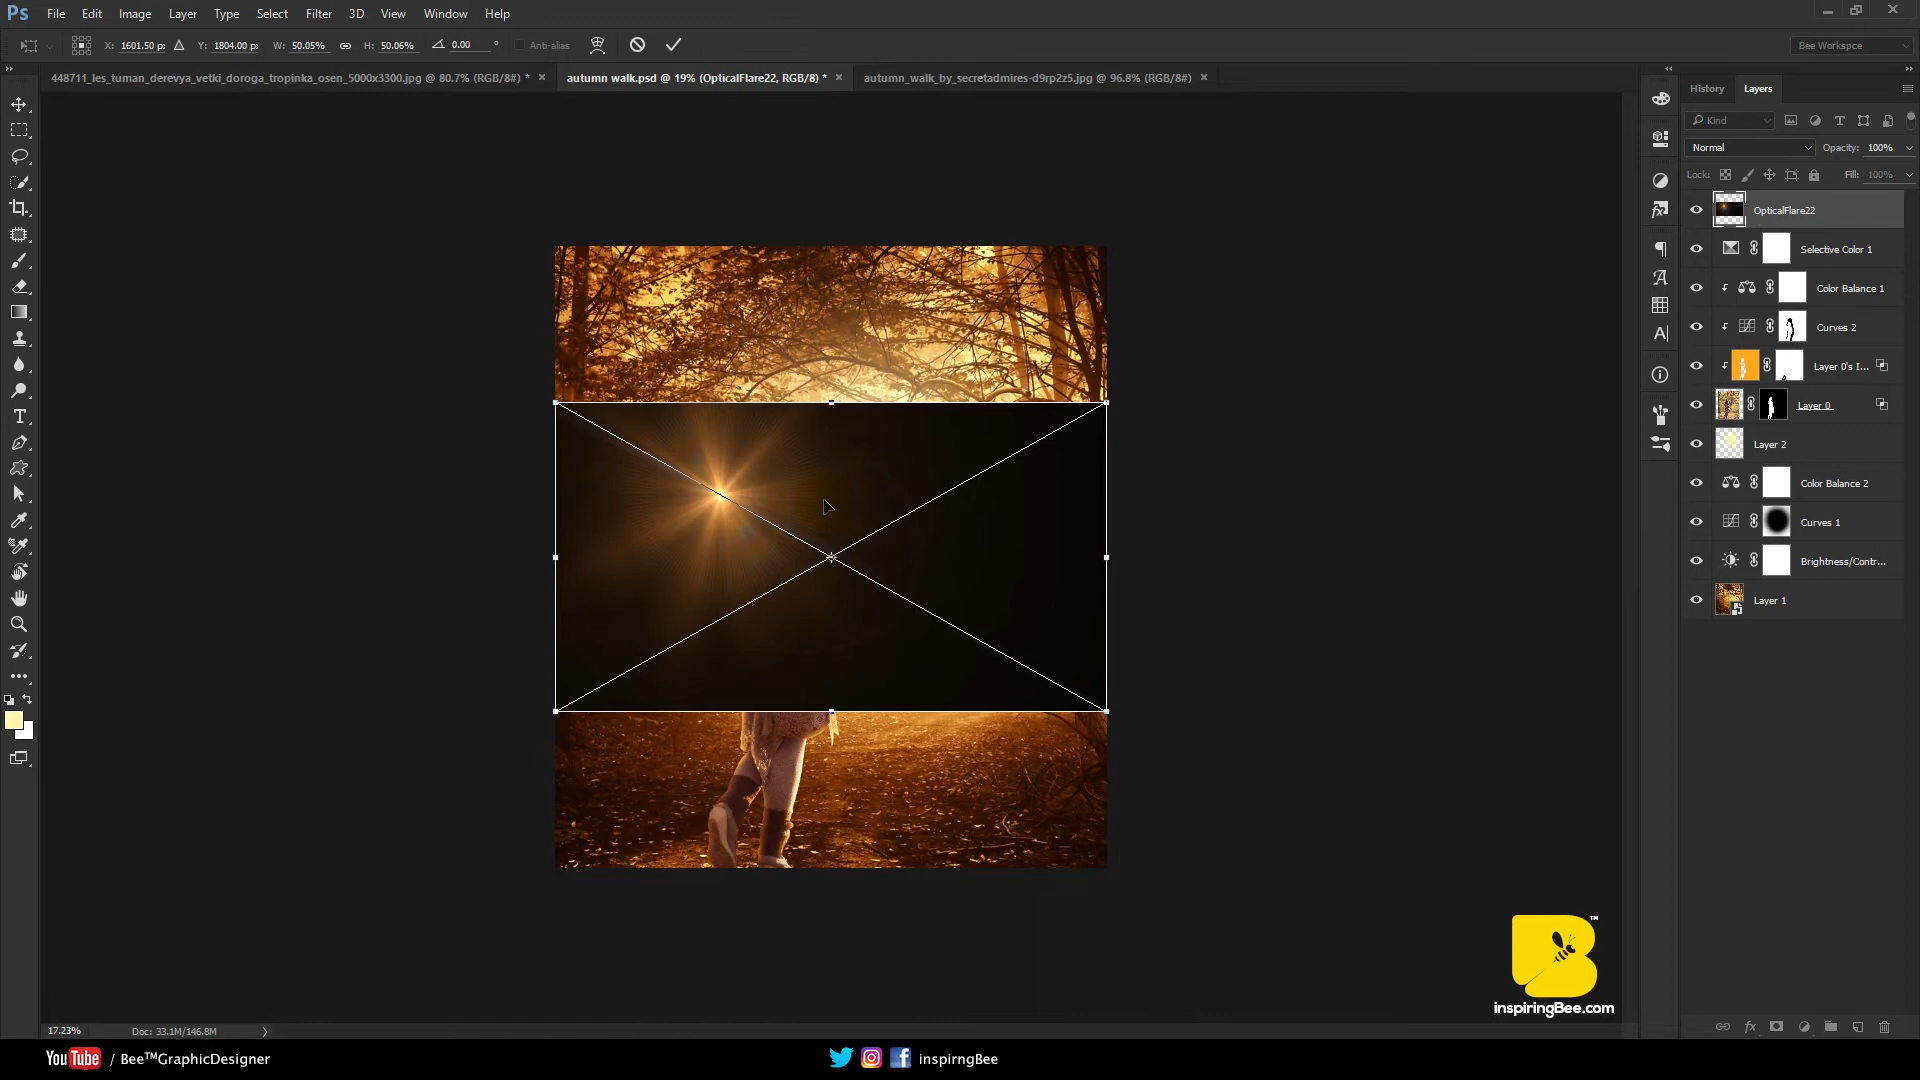 Ps File Edit Image Layer Type Select Filter 3D View Window Help
X: 1601.50 p: Y: 1804.00 p: W: 50.05% H: 50.06% 0.00 ° Anti-alias Bee Workspce
448711_les_tuman_derevya_vetki_doroga_tropinka_osen_5000x3300.jpg @ 80.7% (RGB/8#) * × autumn walk.psd @ 19% (OpticalFlare22, RGB/8) * × autumn_walk_by_secretadmires-d9rp2z5.jpg @ 96.8% (RGB/8#) ×
History Layers
Kind
Normal Opacity: 100%
Lock: Fill: 100%
OpticalFlare22
Selective Color 1
Color Balance 1
Curves 2
Layer 0's I...
Layer 0
Layer 2
Color Balance 2
Curves 1
Brightness/Contr...
Layer 1
B™
inspiringBee.com
17.23% Doc: 33.1M/146.8M
YouTube / Bee™GraphicDesigner inspirngBee